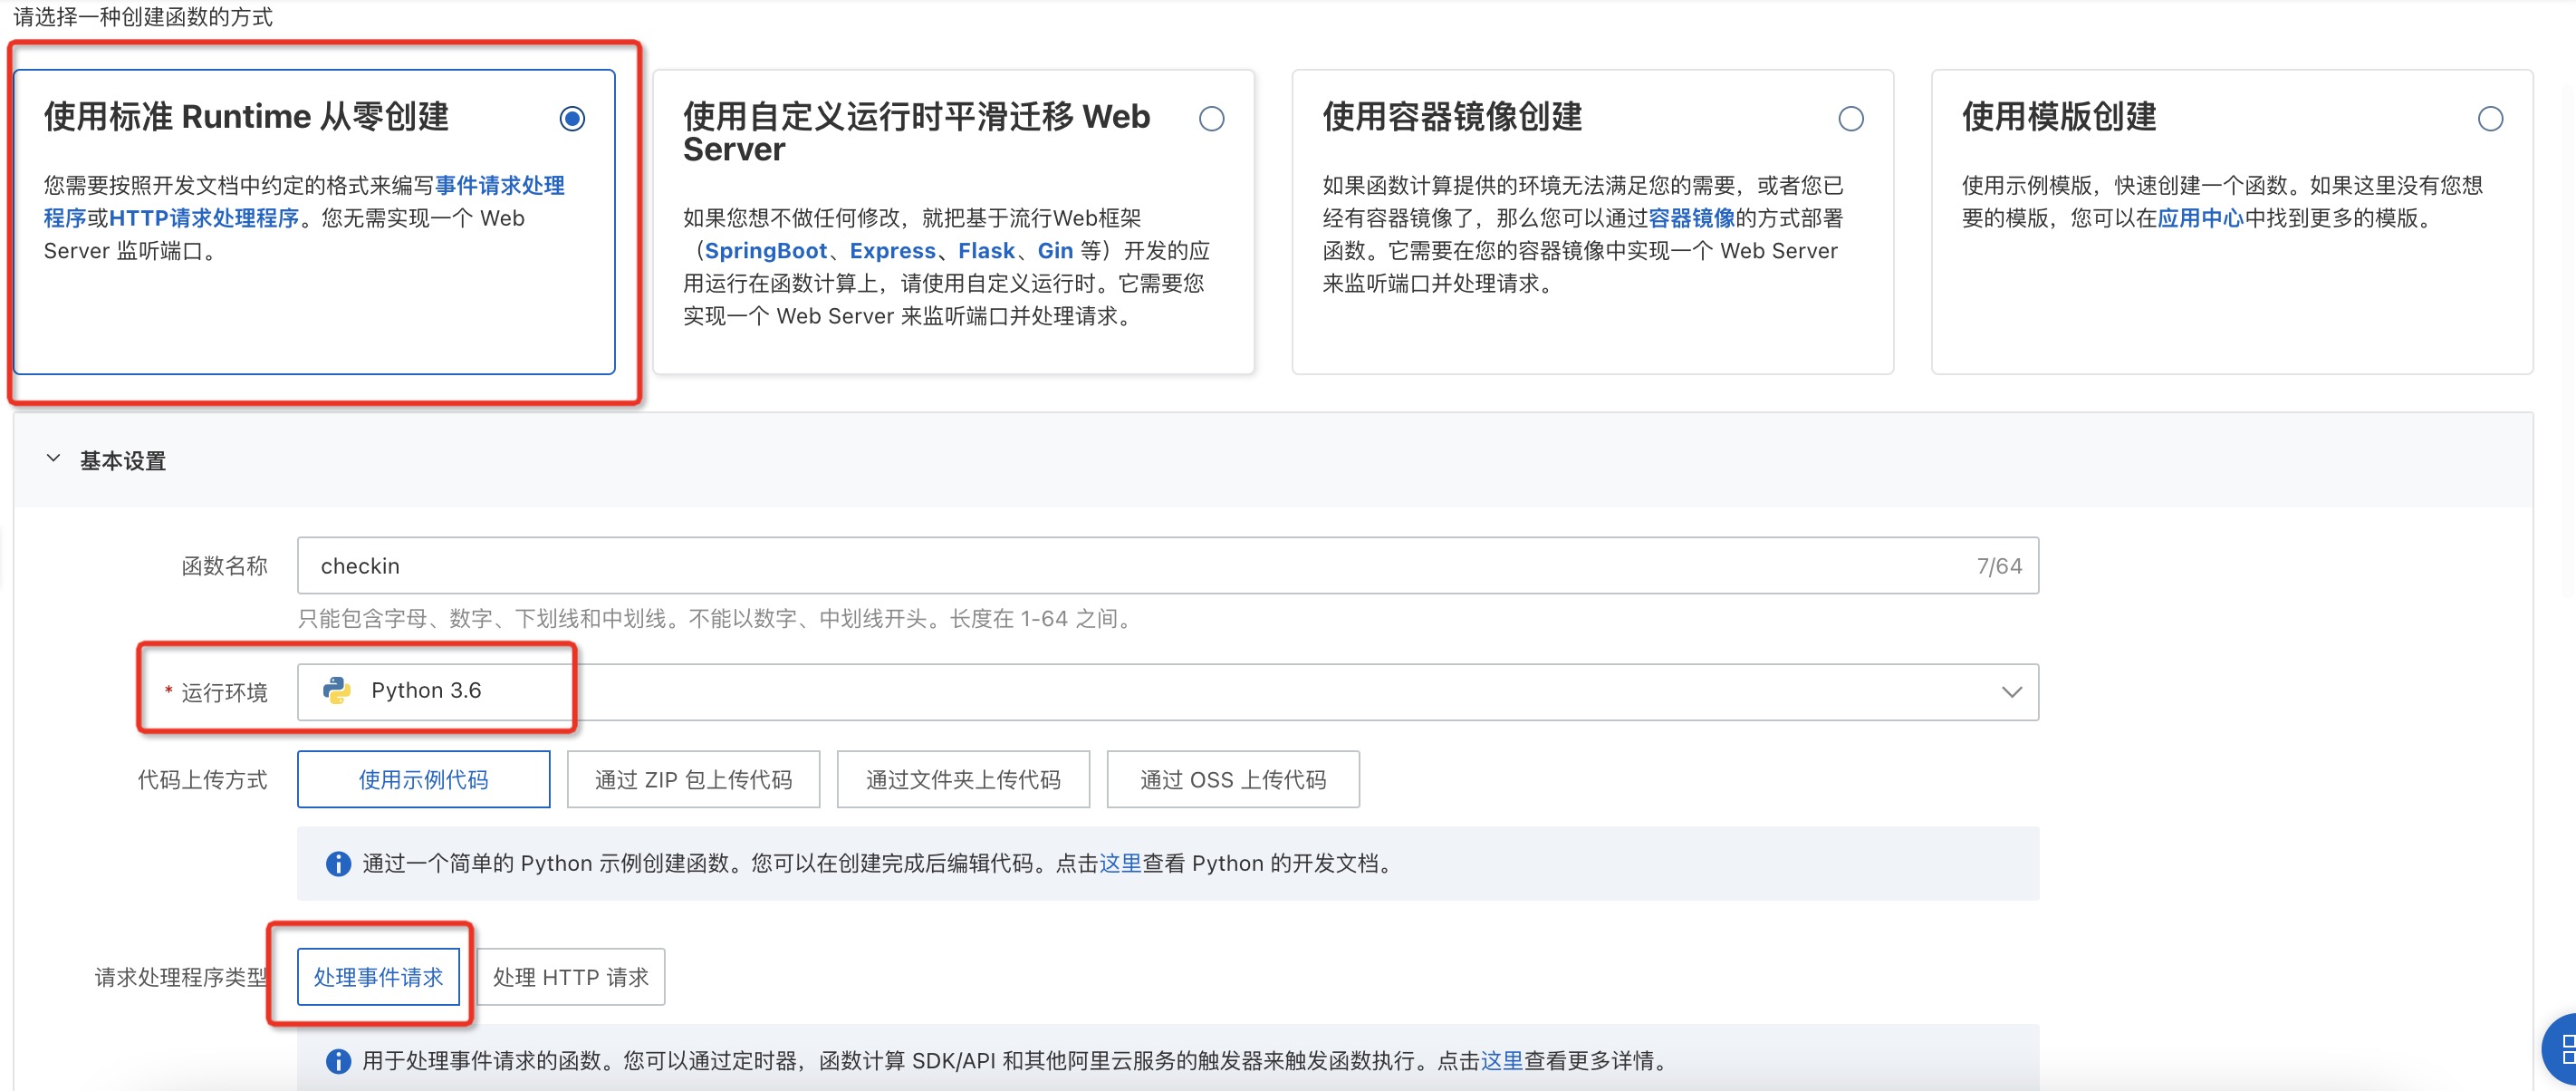 请选择一种创建函数的方式
使用标准 Runtime 从零创建
您需要按照开发文档中约定的格式来编写事件请求处理
程序或HTTP请求处理程序。您无需实现一个 Web
Server 监听端口。
使用自定义运行时平滑迁移 Web
Server
如果您想不做任何修改，就把基于流行Web框架
（SpringBoot、Express、Flask、Gin 等）开发的应
用运行在函数计算上，请使用自定义运行时。它需要您
实现一个 Web Server 来监听端口并处理请求。
使用容器镜像创建
如果函数计算提供的环境无法满足您的需要，或者您已
经有容器镜像了，那么您可以通过容器镜像的方式部署
函数。它需要在您的容器镜像中实现一个 Web Server
来监听端口并处理请求。
使用模版创建
使用示例模版，快速创建一个函数。如果这里没有您想
要的模版，您可以在应用中心中找到更多的模版。
基本设置
函数名称
checkin
7/64
只能包含字母、数字、下划线和中划线。不能以数字、中划线开头。长度在 1-64 之间。
* 运行环境
Python 3.6
代码上传方式
使用示例代码
通过 ZIP 包上传代码
通过文件夹上传代码
通过 OSS 上传代码
通过一个简单的 Python 示例创建函数。您可以在创建完成后编辑代码。点击这里查看 Python 的开发文档。
请求处理程序类型
处理事件请求
处理 HTTP 请求
用于处理事件请求的函数。您可以通过定时器，函数计算 SDK/API 和其他阿里云服务的触发器来触发函数执行。点击这里查看更多详情。